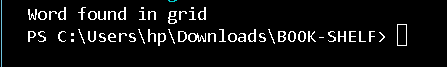 Word found in grid
PS C:\Users\hp\Downloads\BOOK-SHELF>